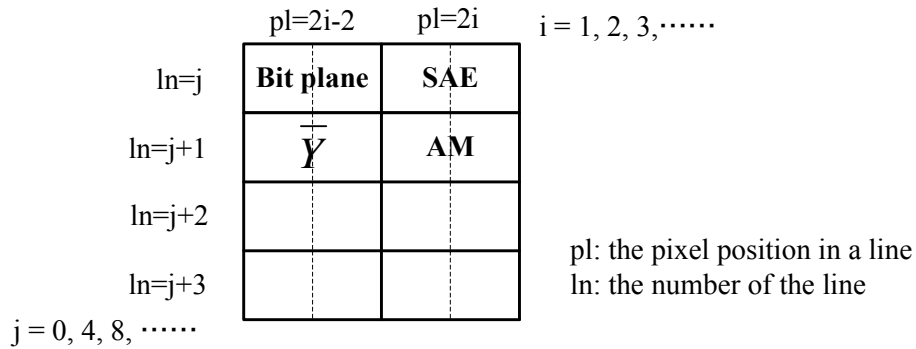 pl=2i-2 pl=2i i = 1, 2, 3,⋯⋯
ln=j Bit plane SAE
ln=j+1 Y̅ AM
ln=j+2
ln=j+3
pl: the pixel position in a line
ln: the number of the line
j = 0, 4, 8, ⋯⋯